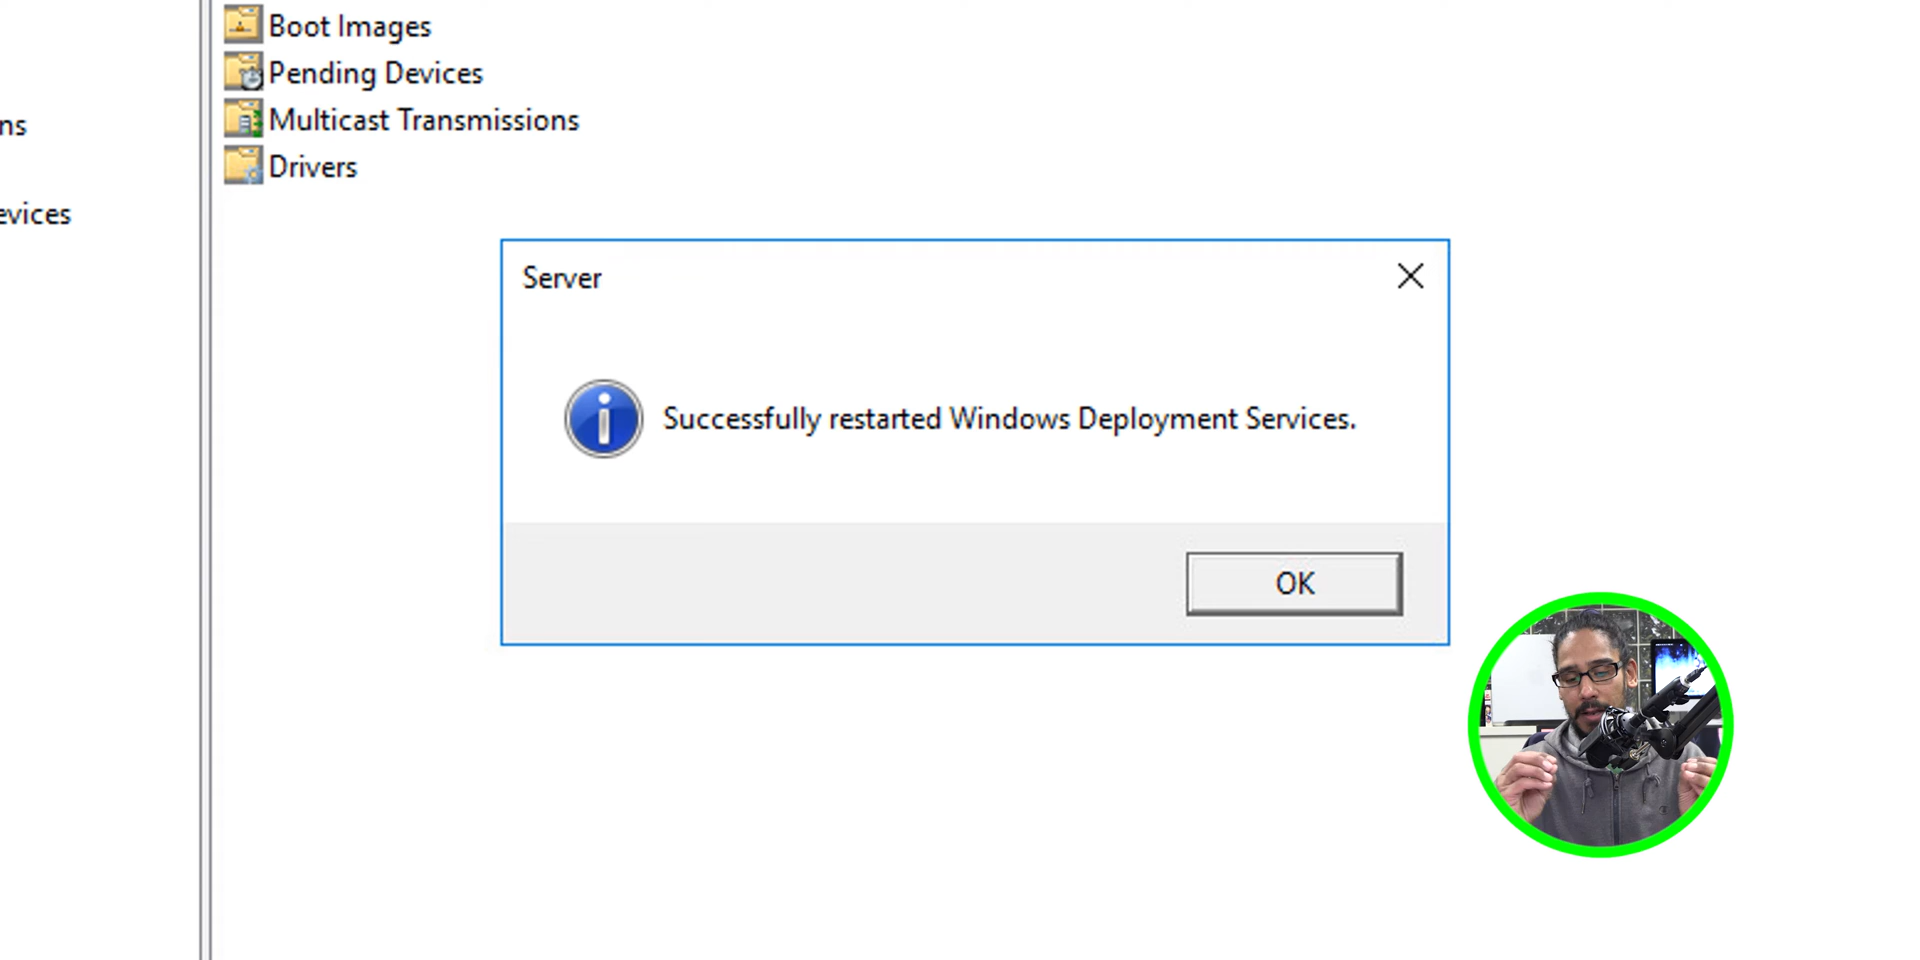 Boot Images
Pending Devices
Multicast Transmissions
Drivers
ns
evices
Server
Successfully restarted Windows Deployment Services.
OK